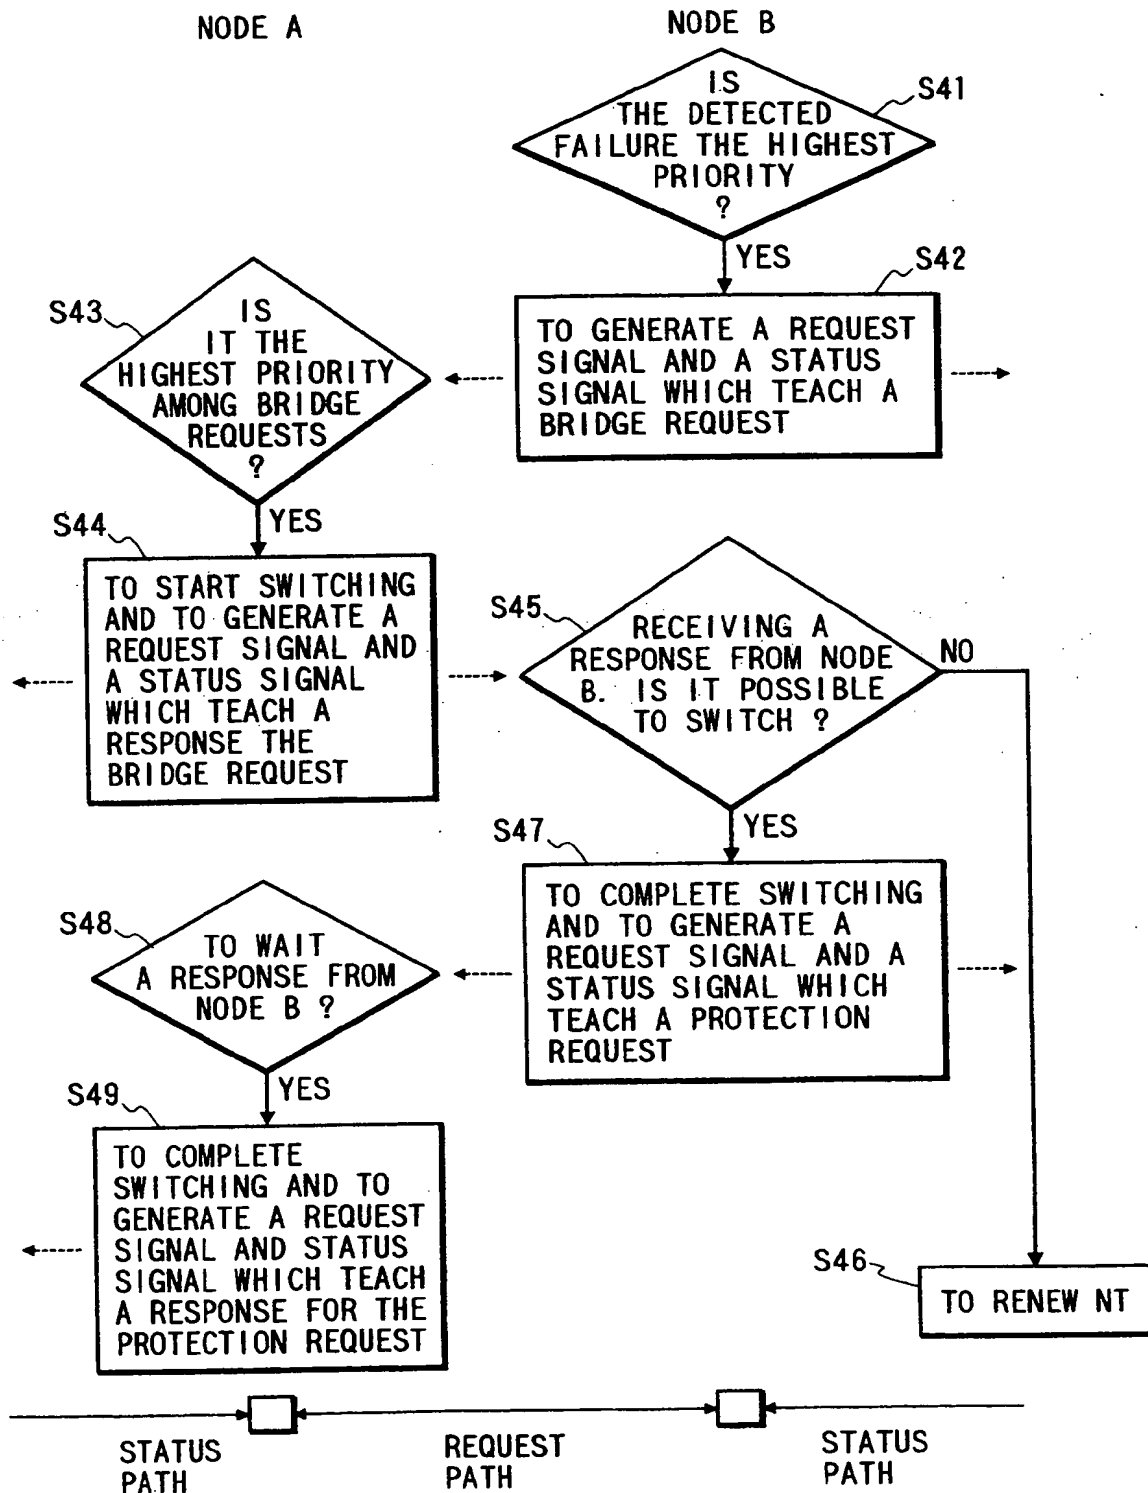 NODE A
NODE B
IS
THE DETECTED
FAILURE THE HIGHEST
PRIORITY
?
S41
YES
S42
TO GENERATE A REQUEST
SIGNAL AND A STATUS
SIGNAL WHICH TEACH A
BRIDGE REQUEST
S43
IS
IT THE
HIGHEST PRIORITY
AMONG BRIDGE
REQUESTS
?
YES
S44
TO START SWITCHING
AND TO GENERATE A
REQUEST SIGNAL AND
A STATUS SIGNAL
WHICH TEACH A
RESPONSE THE
BRIDGE REQUEST
S45
RECEIVING A
RESPONSE FROM NODE
B. IS IT POSSIBLE
TO SWITCH ?
NO
YES
S47
TO COMPLETE SWITCHING
AND TO GENERATE A
REQUEST SIGNAL AND A
STATUS SIGNAL WHICH
TEACH A PROTECTION
REQUEST
S48
TO WAIT
A RESPONSE FROM
NODE B ?
YES
S49
TO COMPLETE
SWITCHING AND TO
GENERATE A REQUEST
SIGNAL AND STATUS
SIGNAL WHICH TEACH
A RESPONSE FOR THE
PROTECTION REQUEST
S46
TO RENEW NT
STATUS
PATH
REQUEST
PATH
STATUS
PATH